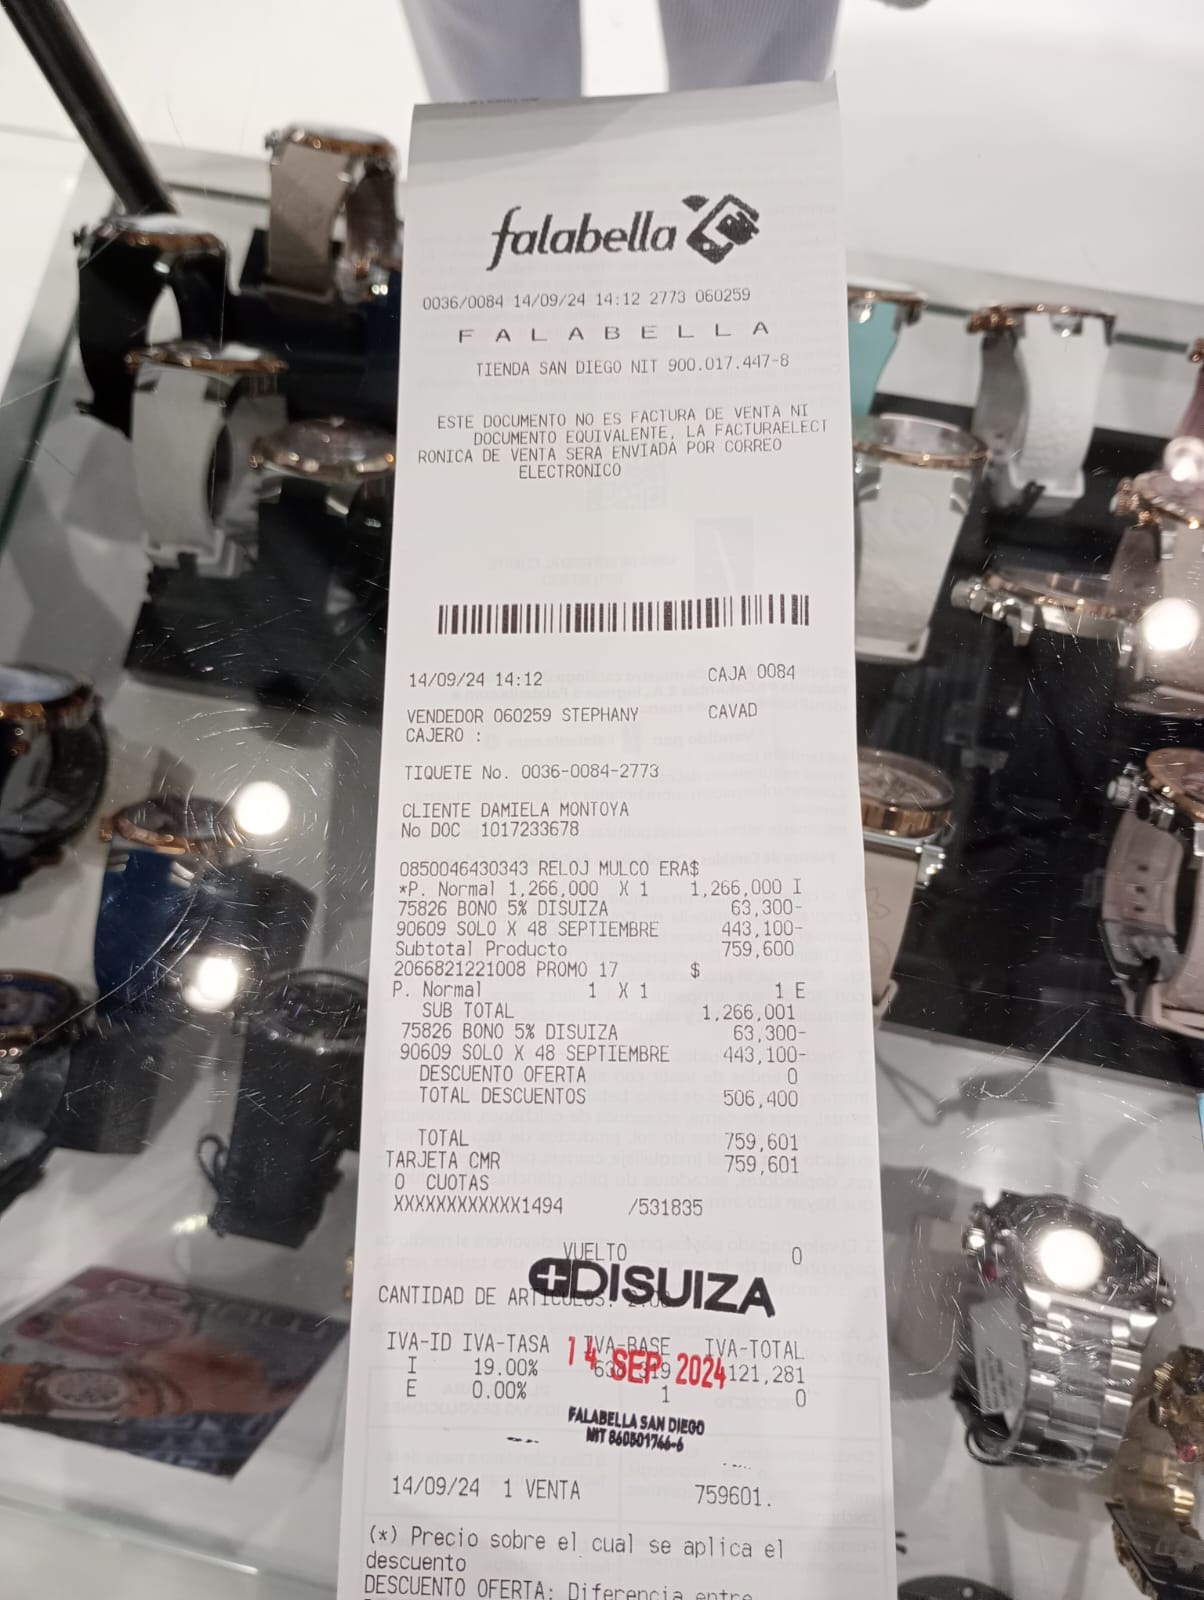 falabella
0036/0084 14/09/24 14:12 2773 060259
F A L A B E L L A
TIENDA SAN DIEGO NIT 900.017.447-8
ESTE DOCUMENTO NO ES FACTURA DE VENTA NI
DOCUMENTO EQUIVALENTE, LA FACTURAELECT
RONICA DE VENTA SERA ENVIADA POR CORREO
ELECTRONICO
14/09/24 14:12 CAJA 0084
VENDEDOR 060259 STEPHANY CAVAD
CAJERO :
TIQUETE No. 0036-0084-2773
CLIENTE DAMIELA MONTOYA
No DOC 1017233678
0850046430343 RELOJ MULCO ERA$
*P. Normal 1,266,000 X 1 1,266,000 I
75826 BONO 5% DISUIZA 63,300-
90609 SOLO X 48 SEPTIEMBRE 443,100-
Subtotal Producto 759,600
2066821221008 PROMO 17 $
P. Normal 1 X 1 1 E
SUB TOTAL 1,266,001
75826 BONO 5% DISUIZA 63,300-
90609 SOLO X 48 SEPTIEMBRE 443,100-
DESCUENTO OFERTA 0
TOTAL DESCUENTOS 506,400
TOTAL 759,601
TARJETA CMR 759,601
0 CUOTAS
XXXXXXXXXXXX1494 /531835
VUELTO 0
DISUIZA
CANTIDAD DE ARTICULOS:
IVA-ID IVA-TASA IVA-BASE IVA-TOTAL
14 SEP 2024
I 19.00% 121,281
E 0.00% 1 0
FALABELLA SAN DIEGO
NIT 860501766-6
14/09/24 1 VENTA 759601.
(*) Precio sobre el cual se aplica el
descuento
DESCUENTO OFERTA: Diferencia entre